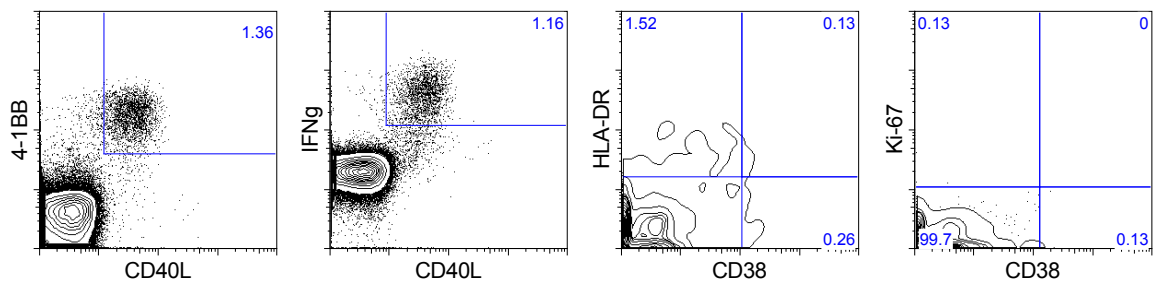 4-1BB
1.36
CD40L
IFNg
1.16
CD40L
HLA-DR
1.52
0.13
0.26
CD38
Ki-67
0.13
0
99.7
0.13
CD38